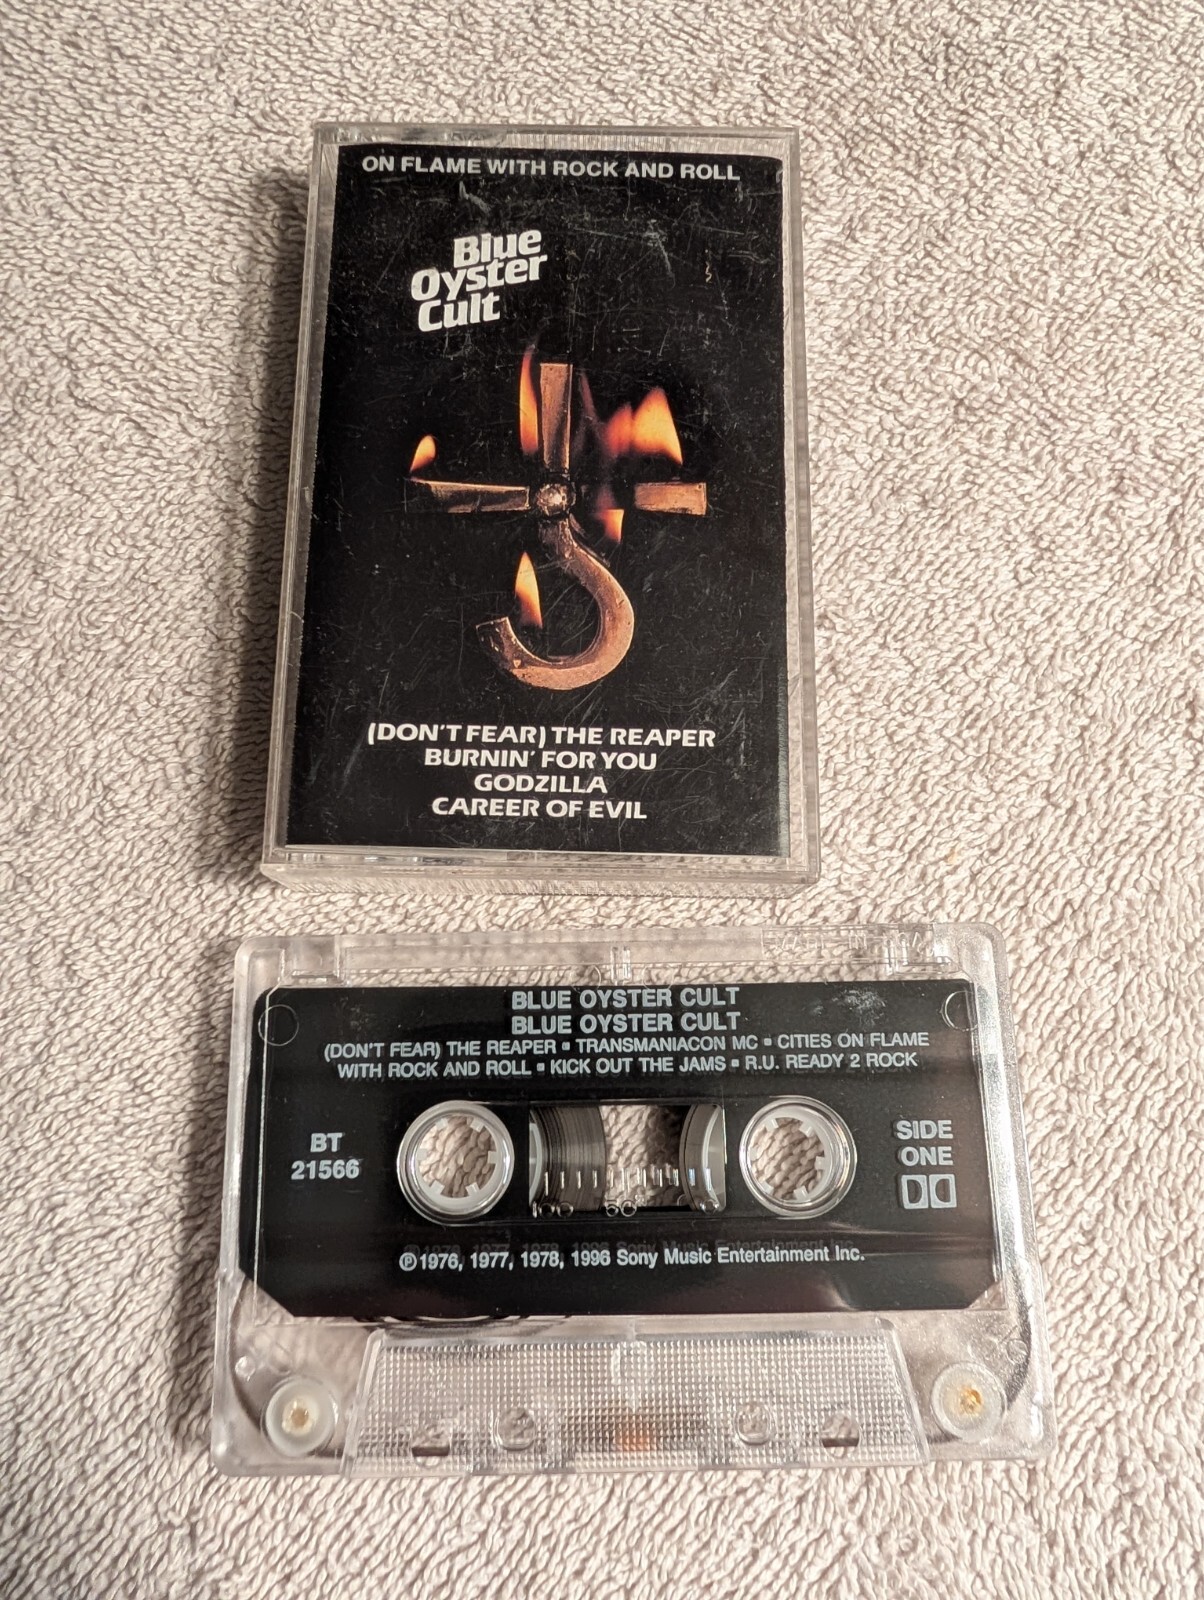 ON FLAME WITH ROCK AND ROLL
Blue
Oyster
Cult
(DON'T FEAR) THE REAPER
BURNIN' FOR YOU
GODZILLA
CAREER OF EVIL
BLUE OYSTER CULT
BLUE OYSTER CULT
(DON'T FEAR) THE REAPER ▪ TRANSMANIACON MC ▪ CITIES ON FLAME
WITH ROCK AND ROLL ▪ KICK OUT THE JAMS ▪ R.U. READY 2 ROCK
BT
21566
SIDE
ONE
100 50 0
℗1976, 1977, 1978, 1996 Sony Music Entertainment Inc.